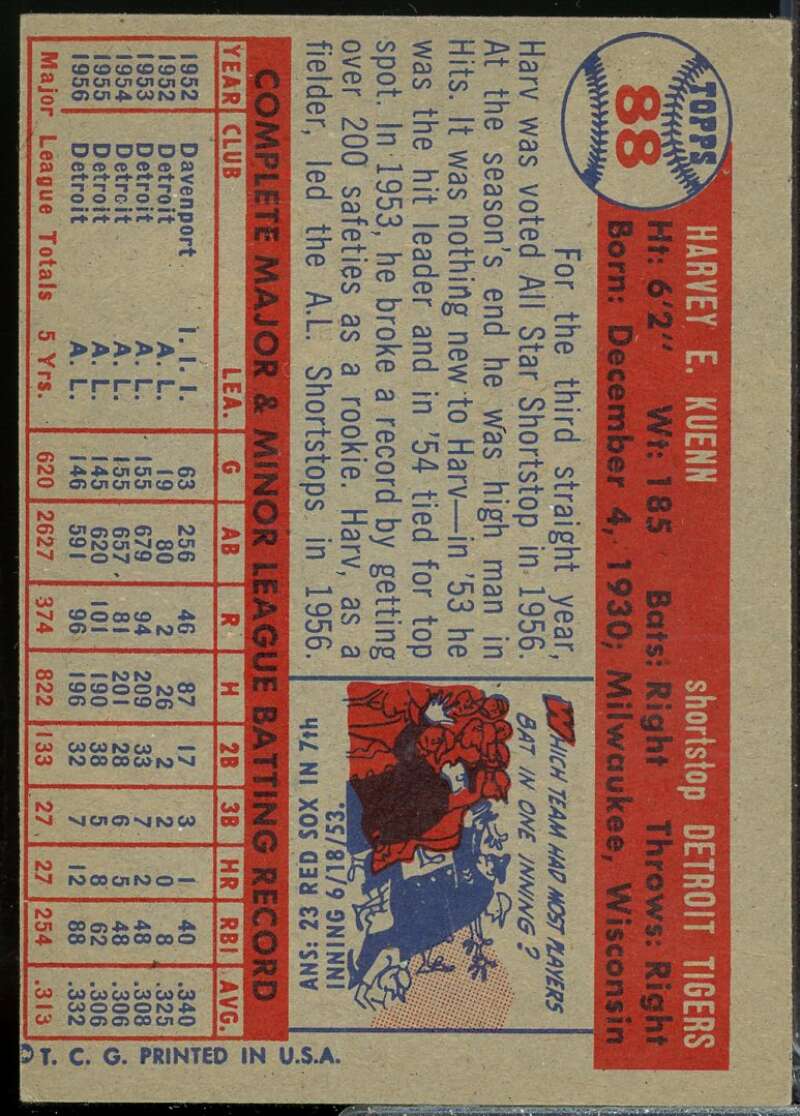 TOPPS
88
HARVEY E. KUENN shortstop DETROIT TIGERS
Ht: 6'2" Wt: 185 Bats: Right Throws: Right
Born: December 4, 1930; Milwaukee, Wisconsin
For the third straight year,
Harv was voted All Star Shortstop in 1956.
At the season's end he was high man in
Hits. It was nothing new to Harv—in '53 he
was the hit leader and in '54 tied for top
spot. In 1953, he broke a record by getting
over 200 safeties as a rookie. Harv, as a
fielder, led the A.L. Shortstops in 1956.
WHICH TEAM HAD MOST PLAYERS
BAT IN ONE INNING?
ANS: 23 RED SOX IN 7th
INNING 6/18/53.
COMPLETE MAJOR & MINOR LEAGUE BATTING RECORD
YEAR CLUB LEA. G AB R H 2B 3B HR RBI AVG.
1952 Davenport I. I. I. 63 256 46 87 17 3 1 40 .340
1952 Detroit A. L. 19 80 2 26 2 2 0 8 .325
1953 Detroit A. L. 155 679 94 209 33 7 2 48 .308
1954 Detroit A. L. 155 657 81 201 28 6 5 48 .306
1955 Detroit A. L. 145 620 101 190 38 5 8 62 .306
1956 Detroit A. L. 146 591 96 196 32 7 12 88 .332
Major League Totals 5 Yrs. 620 2627 374 822 133 27 27 254 .313
© T. C. G. PRINTED IN U.S.A.